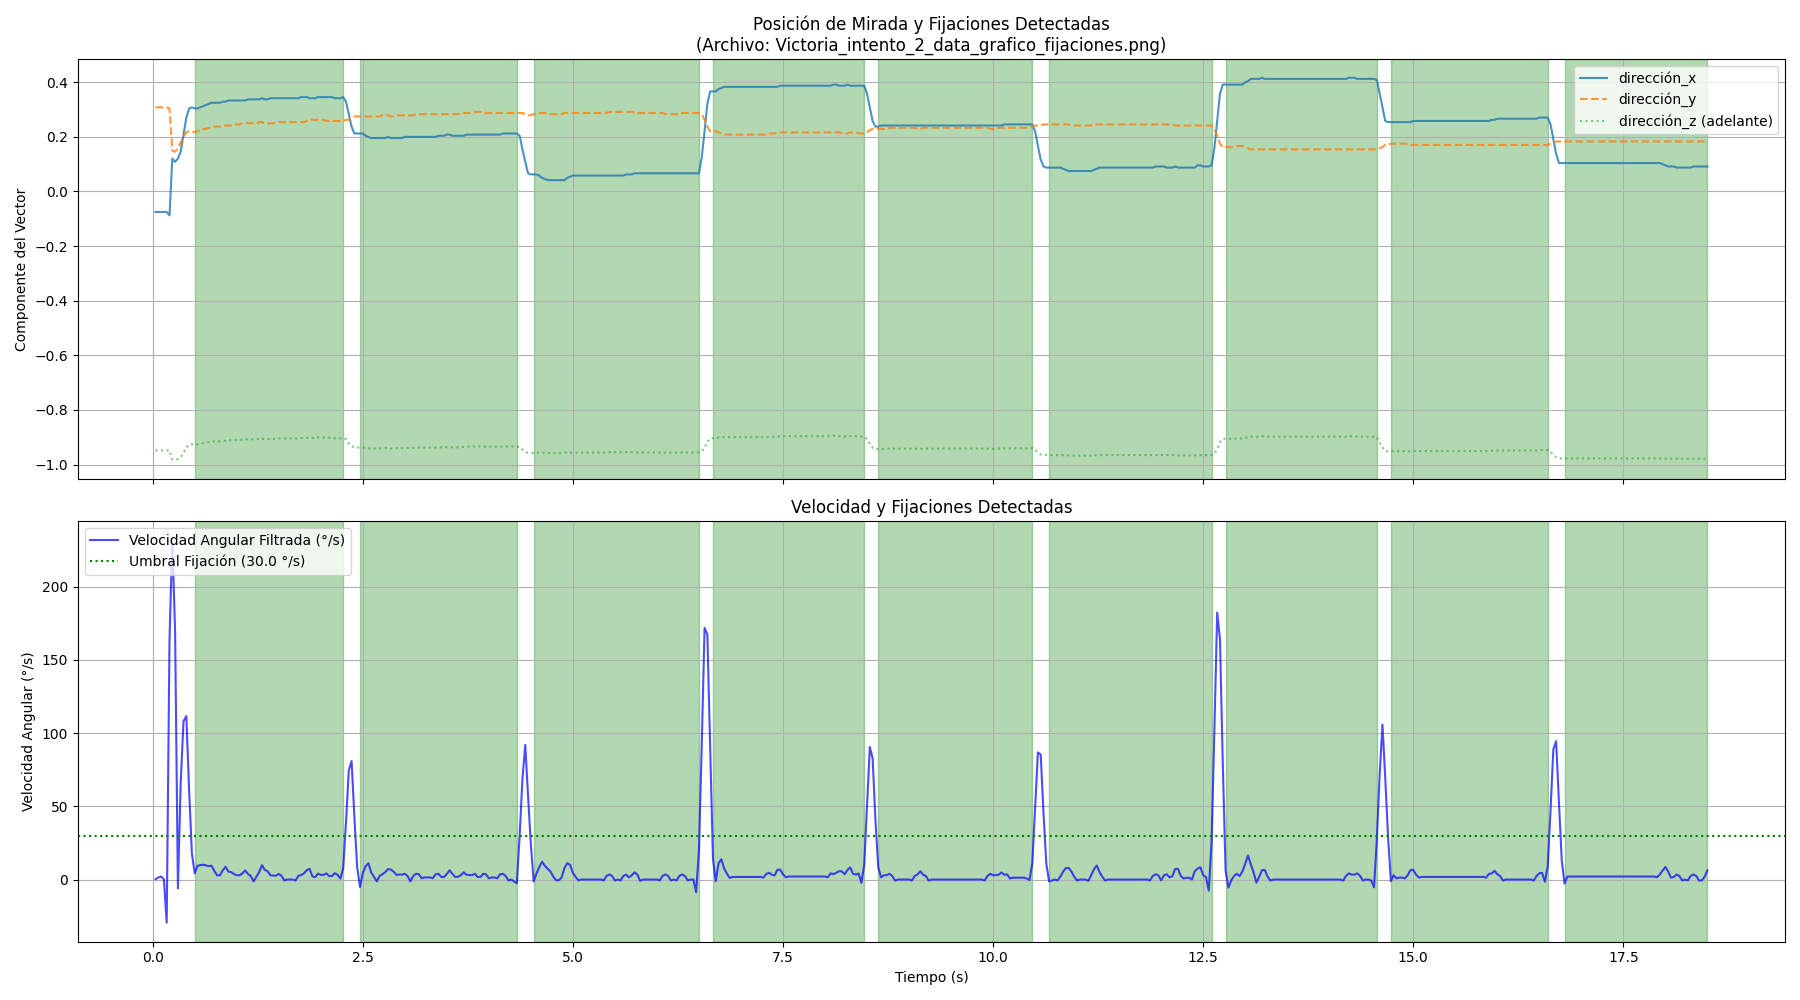 Posición de Mirada y Fijaciones Detectadas
(Archivo: Victoria_intento_2_data_grafico_fijaciones.png)
Componente del Vector
0.4
0.2
0.0
−0.2
−0.4
−0.6
−0.8
−1.0
dirección_x
dirección_y
dirección_z (adelante)
Velocidad y Fijaciones Detectadas
Velocidad Angular (°/s)
200
150
100
50
0
Velocidad Angular Filtrada (°/s)
Umbral Fijación (30.0 °/s)
0.0 2.5 5.0 7.5 10.0 12.5 15.0 17.5
Tiempo (s)